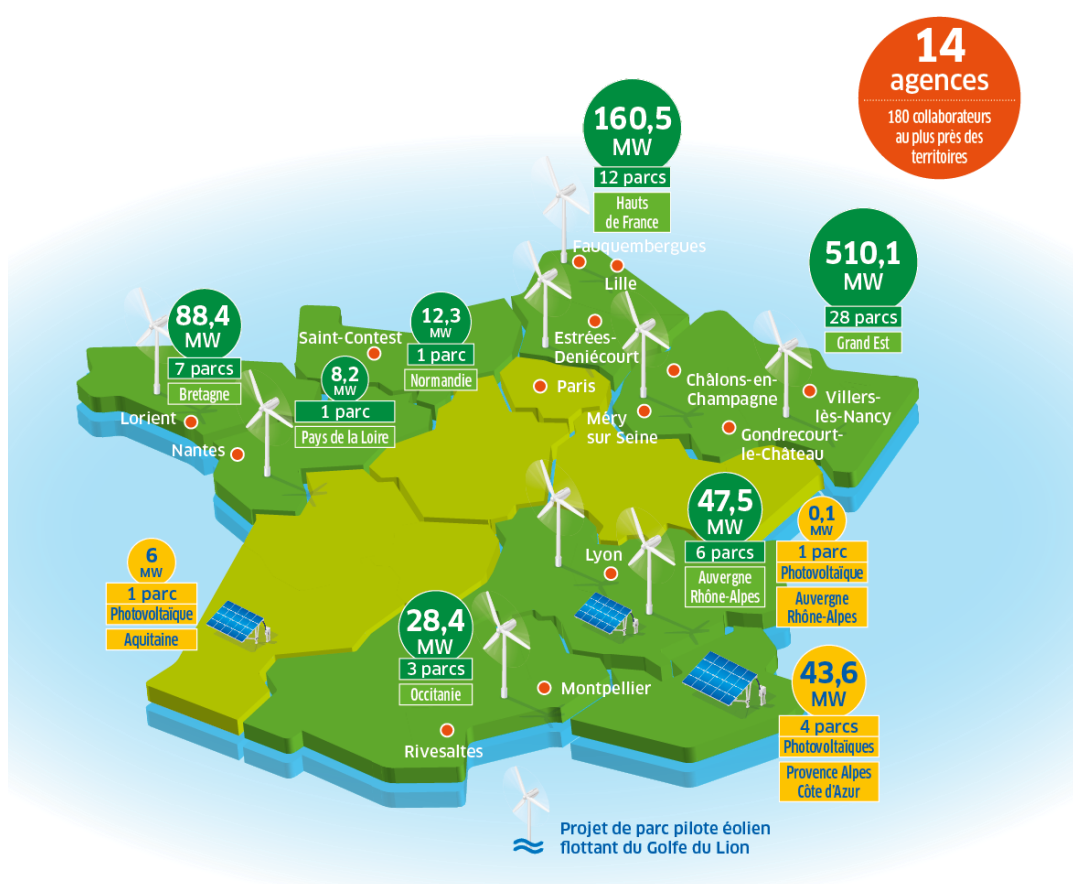 14
agences
180 collaborateurs
au plus près des
territoires
160,5
MW
12 parcs
Hauts
de France
Fauquembergues
Lille
Estrées-
Deniécourt
510,1
MW
28 parcs
Grand Est
88,4
MW
7 parcs
Bretagne
Saint-Contest
12,3
MW
1 parc
Normandie
8,2
MW
1 parc
Pays de la Loire
Lorient
Nantes
Paris
Châlons-en-
Champagne
Villers-
lès-Nancy
Méry
sur Seine
Gondrecourt-
le-Château
47,5
MW
6 parcs
Auvergne
Rhône-Alpes
0,1
MW
1 parc
Photovoltaïque
Auvergne
Rhône-Alpes
Lyon
6
MW
1 parc
Photovoltaïque
Aquitaine
28,4
MW
3 parcs
Occitanie
Montpellier
Rivesaltes
43,6
MW
4 parcs
Photovoltaïques
Provence Alpes
Côte d'Azur
Projet de parc pilote éolien
flottant du Golfe du Lion